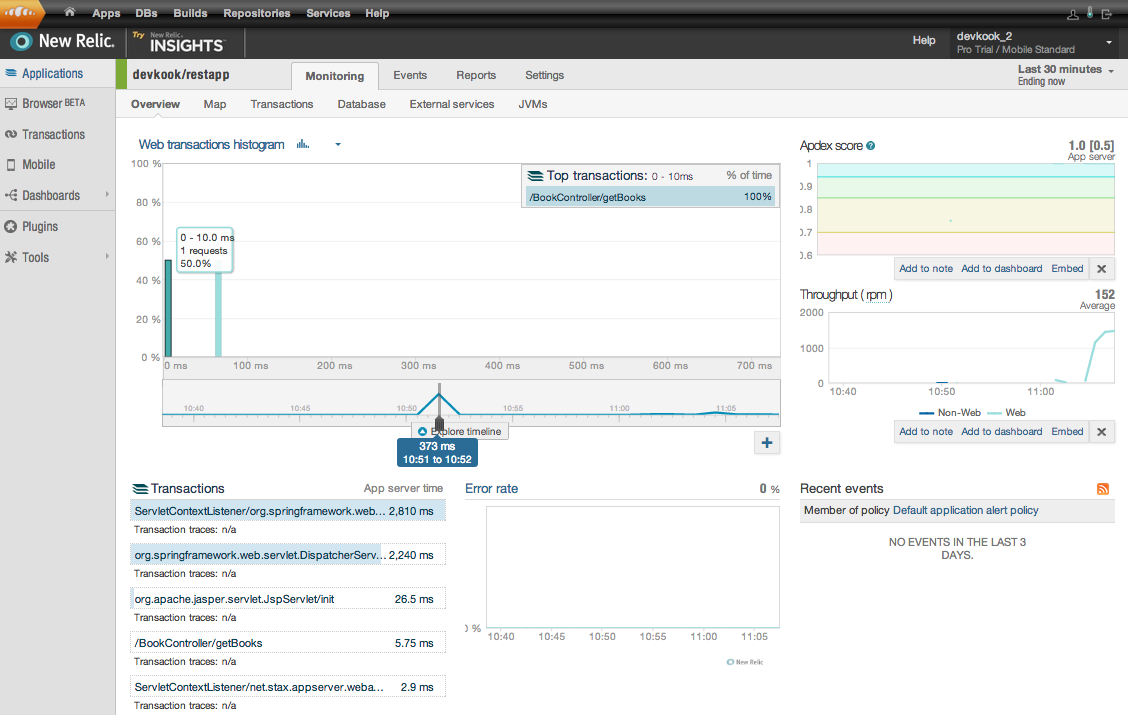 Apps DBs Builds Repositories Services Help
New Relic.
Try New Relic. INSIGHTS
Help
devkook_2
Pro Trial / Mobile Standard
Applications
Browser BETA
Transactions
Mobile
Dashboards
Plugins
Tools
devkook/restapp
Monitoring Events Reports Settings
Last 30 minutes
Ending now
Overview Map Transactions Database External services JVMs
Web transactions histogram
100 %
80 %
60 %
40 %
20 %
0 %
0 - 10.0 ms
1 requests
50.0%
Top transactions: 0 - 10ms % of time
/BookController/getBooks 100%
0 ms 100 ms 200 ms 300 ms 400 ms 500 ms 600 ms 700 ms
10:40 10:45 10:50 10:55 11:00 11:05
Explore timeline
373 ms
10:51 to 10:52
+
Apdex score ? 1.0 [0.5]
App server
1
0.9
0.8
0.7
0.6
Add to note Add to dashboard Embed
Throughput ( rpm ) 152
Average
2000
1000
0
10:40 10:50 11:00
Non-Web Web
Add to note Add to dashboard Embed
Transactions App server time
ServletContextListener/org.springframework.web... 2,810 ms
Transaction traces: n/a
org.springframework.web.servlet.DispatcherServ... 2,240 ms
Transaction traces: n/a
org.apache.jasper.servlet.JspServlet/init 26.5 ms
Transaction traces: n/a
/BookController/getBooks 5.75 ms
Transaction traces: n/a
ServletContextListener/net.stax.appserver.weba... 2.9 ms
Transaction traces: n/a
Error rate 0 %
0 %
10:40 10:45 10:50 10:55 11:00 11:05
New Relic
Recent events
Member of policy Default application alert policy
NO EVENTS IN THE LAST 3
DAYS.